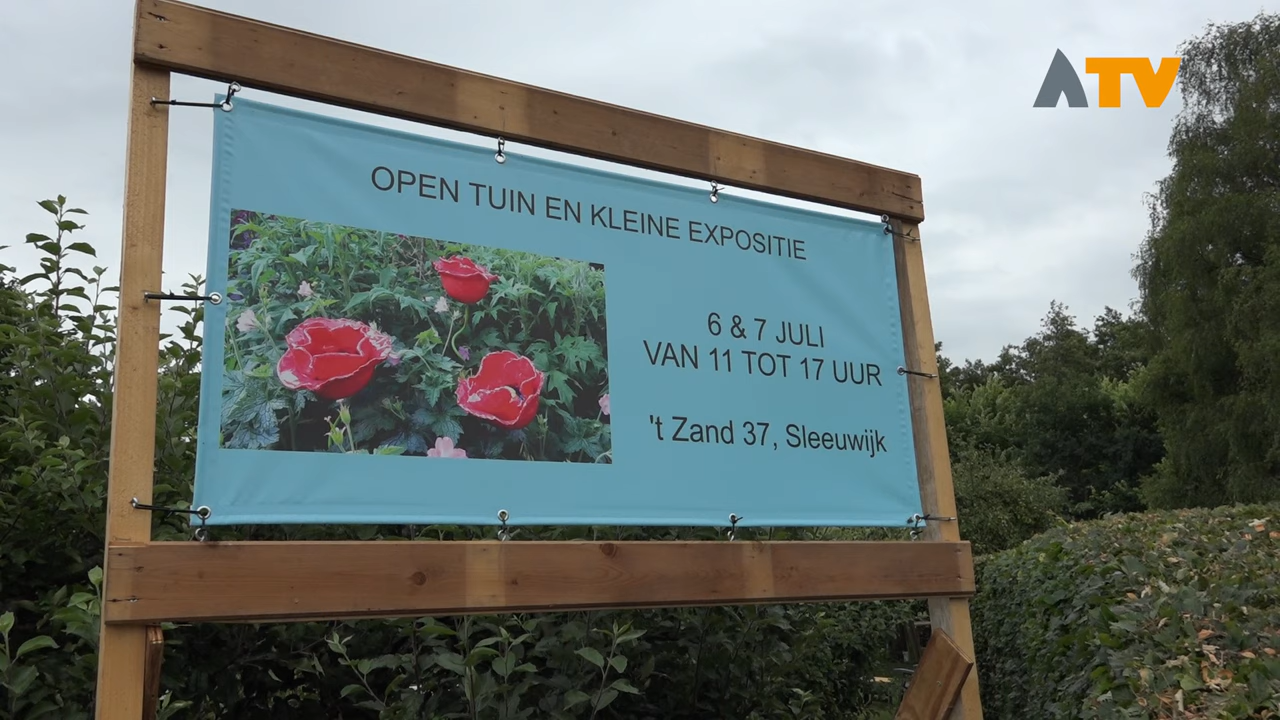 ATV
OPEN TUIN EN KLEINE EXPOSITIE
6 & 7 JULI
VAN 11 TOT 17 UUR
't Zand 37, Sleeuwijk